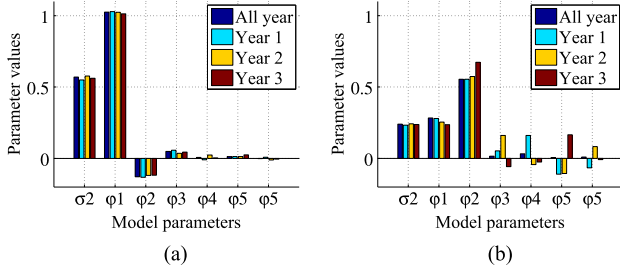 1
0.5
0
Parameter values
All year
Year 1
Year 2
Year 3
σ2 φ1 φ2 φ3 φ4 φ5 φ5
Model parameters
(a)
1
0.5
0
Parameter values
All year
Year 1
Year 2
Year 3
σ2 φ1 φ2 φ3 φ4 φ5 φ5
Model parameters
(b)